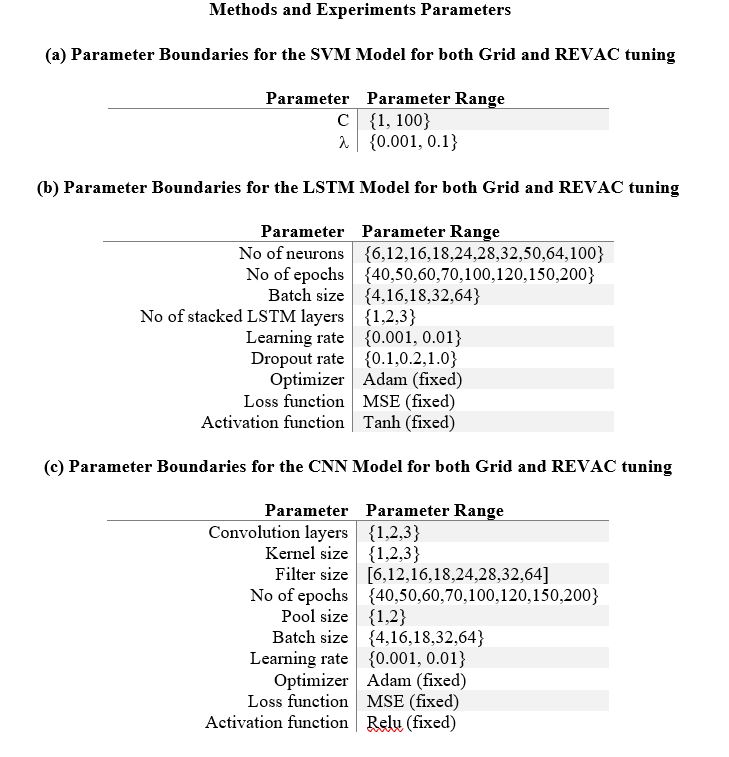 Methods and Experiments Parameters
(a) Parameter Boundaries for the SVM Model for both Grid and REVAC tuning
Parameter Parameter Range
C {1, 100}
λ {0.001, 0.1}
(b) Parameter Boundaries for the LSTM Model for both Grid and REVAC tuning
Parameter Parameter Range
No of neurons {6,12,16,18,24,28,32,50,64,100}
No of epochs {40,50,60,70,100,120,150,200}
Batch size {4,16,18,32,64}
No of stacked LSTM layers {1,2,3}
Learning rate {0.001, 0.01}
Dropout rate {0.1,0.2,1.0}
Optimizer Adam (fixed)
Loss function MSE (fixed)
Activation function Tanh (fixed)
(c) Parameter Boundaries for the CNN Model for both Grid and REVAC tuning
Parameter Parameter Range
Convolution layers {1,2,3}
Kernel size {1,2,3}
Filter size [6,12,16,18,24,28,32,64]
No of epochs {40,50,60,70,100,120,150,200}
Pool size {1,2}
Batch size {4,16,18,32,64}
Learning rate {0.001, 0.01}
Optimizer Adam (fixed)
Loss function MSE (fixed)
Activation function Relu (fixed)